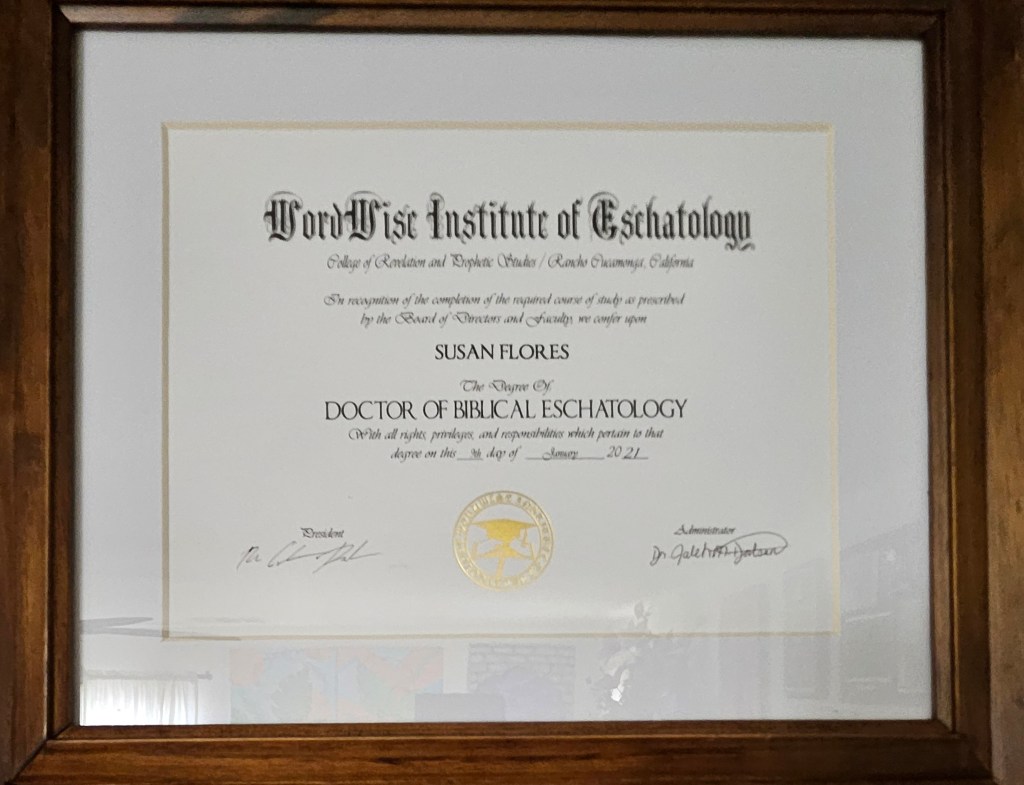 WordWise Institute of Eschatology
College of Revelation and Prophetic Studies / Rancho Cucamonga, California
In recognition of the completion of the required course of study as prescribed
by the Board of Directors and Faculty, we confer upon
SUSAN FLORES
The Degree Of:
DOCTOR OF BIBLICAL ESCHATOLOGY
With all rights, privileges, and responsibilities which pertain to that
degree on this 9th day of January 2021
President
Administrator
Dr.